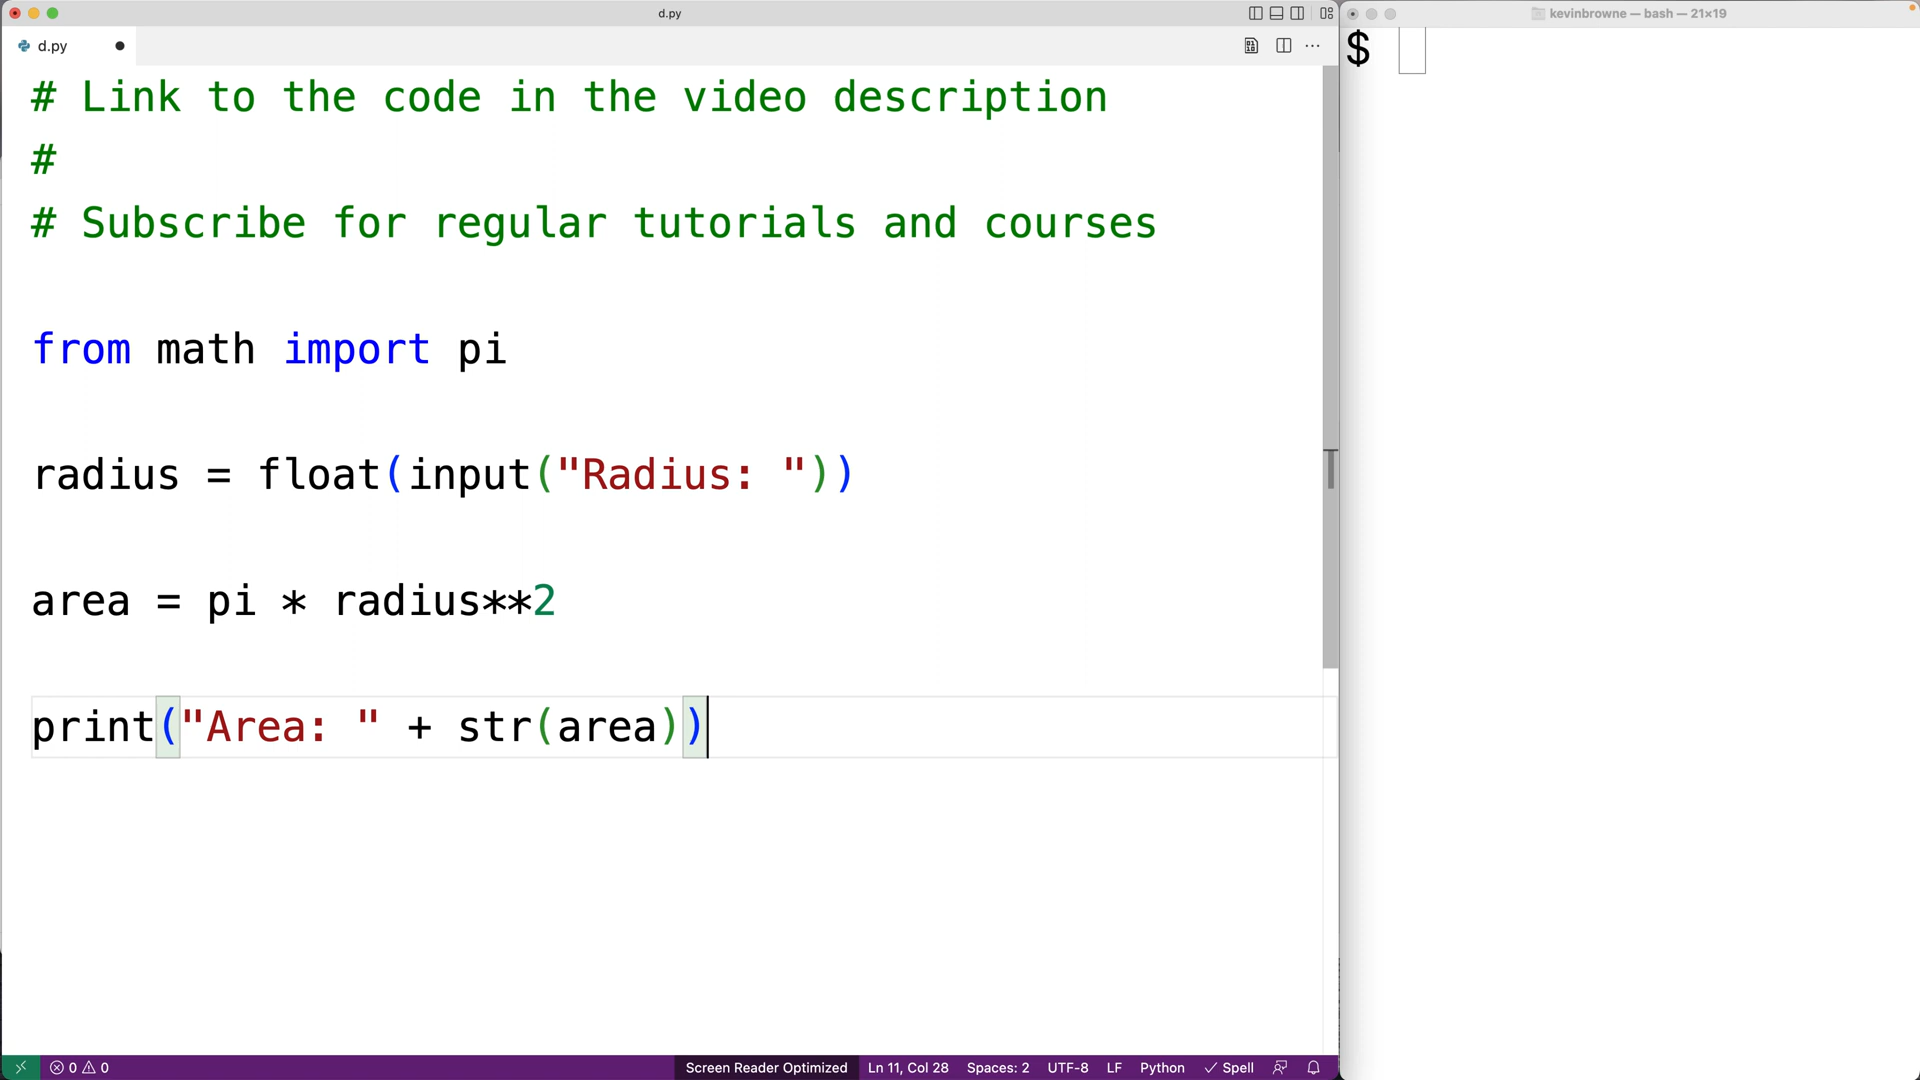 d.py
kevinbrowne — bash — 21×19
d.py
$
# Link to the code in the video description
#
# Subscribe for regular tutorials and courses
from math import pi
radius = float(input("Radius: "))
area = pi * radius**2
print("Area: " + str(area))
0 0 Screen Reader Optimized Ln 11, Col 28 Spaces: 2 UTF-8 LF Python Spell